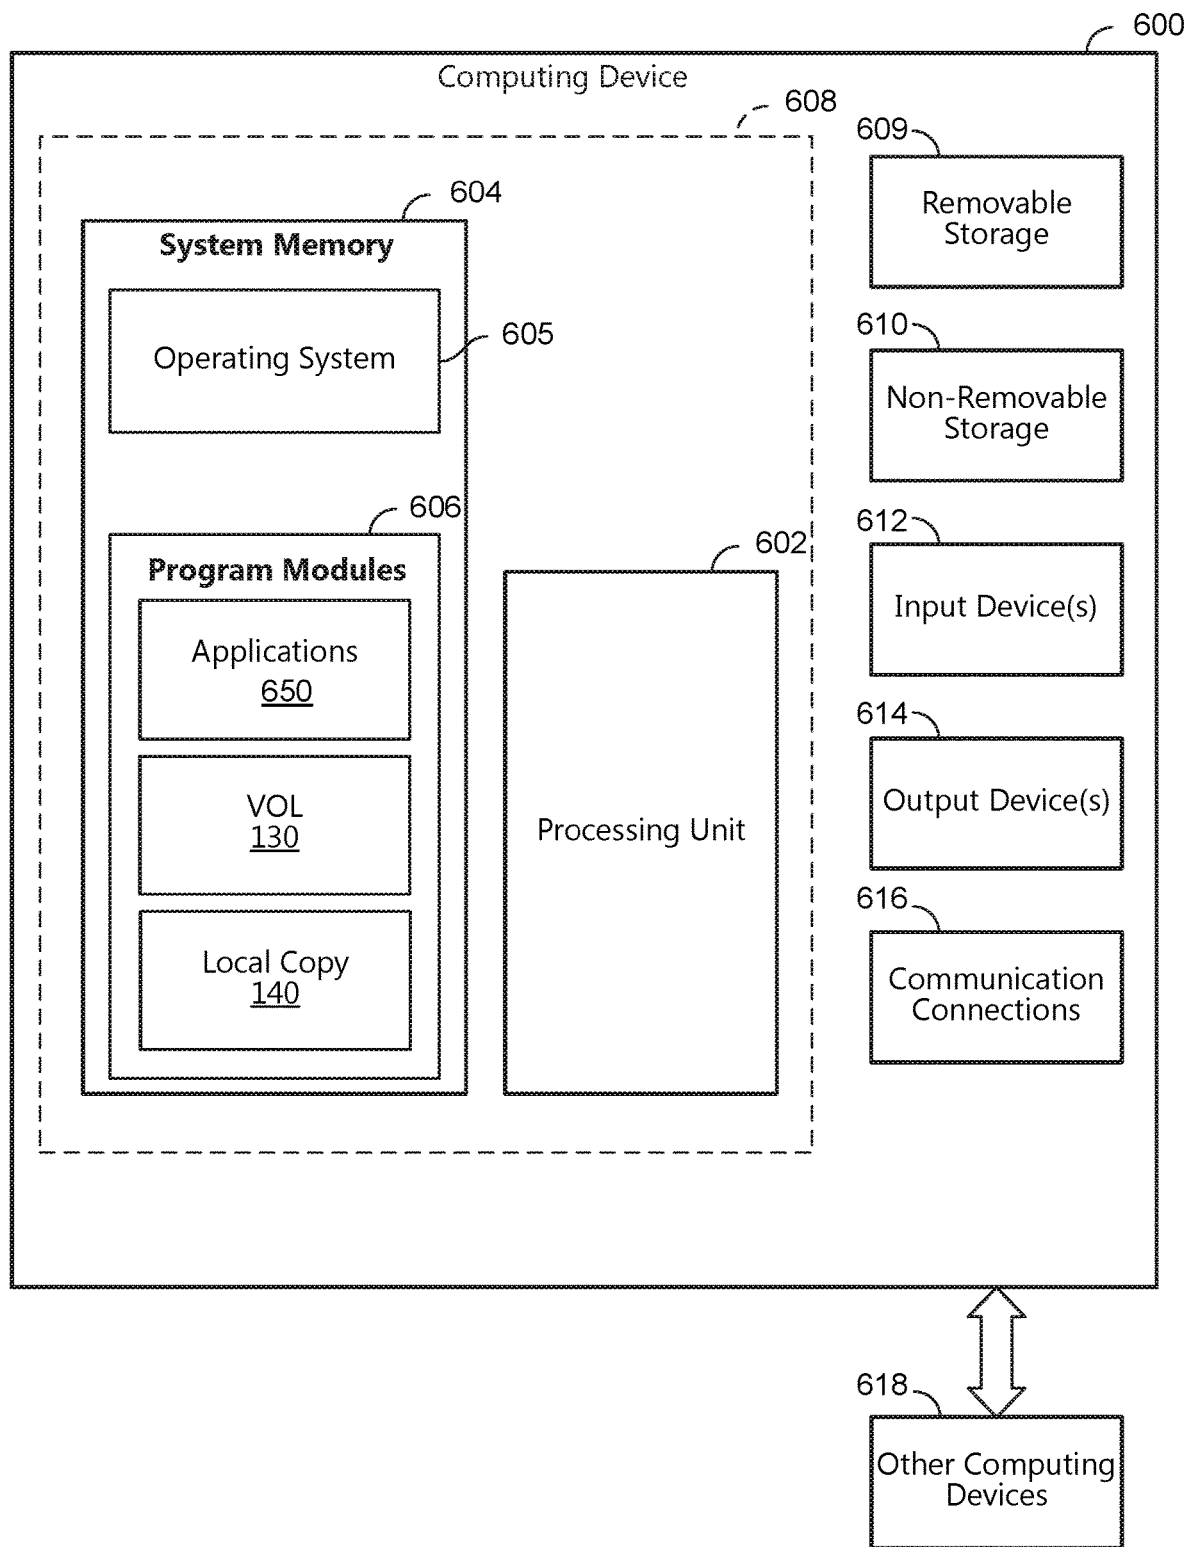 600
Computing Device
608
609
Removable
Storage
604
System Memory
Operating System
605
610
Non-Removable
Storage
606
Program Modules
Applications
650
VOL
130
Local Copy
140
602
Processing Unit
612
Input Device(s)
614
Output Device(s)
616
Communication
Connections
618
Other Computing
Devices